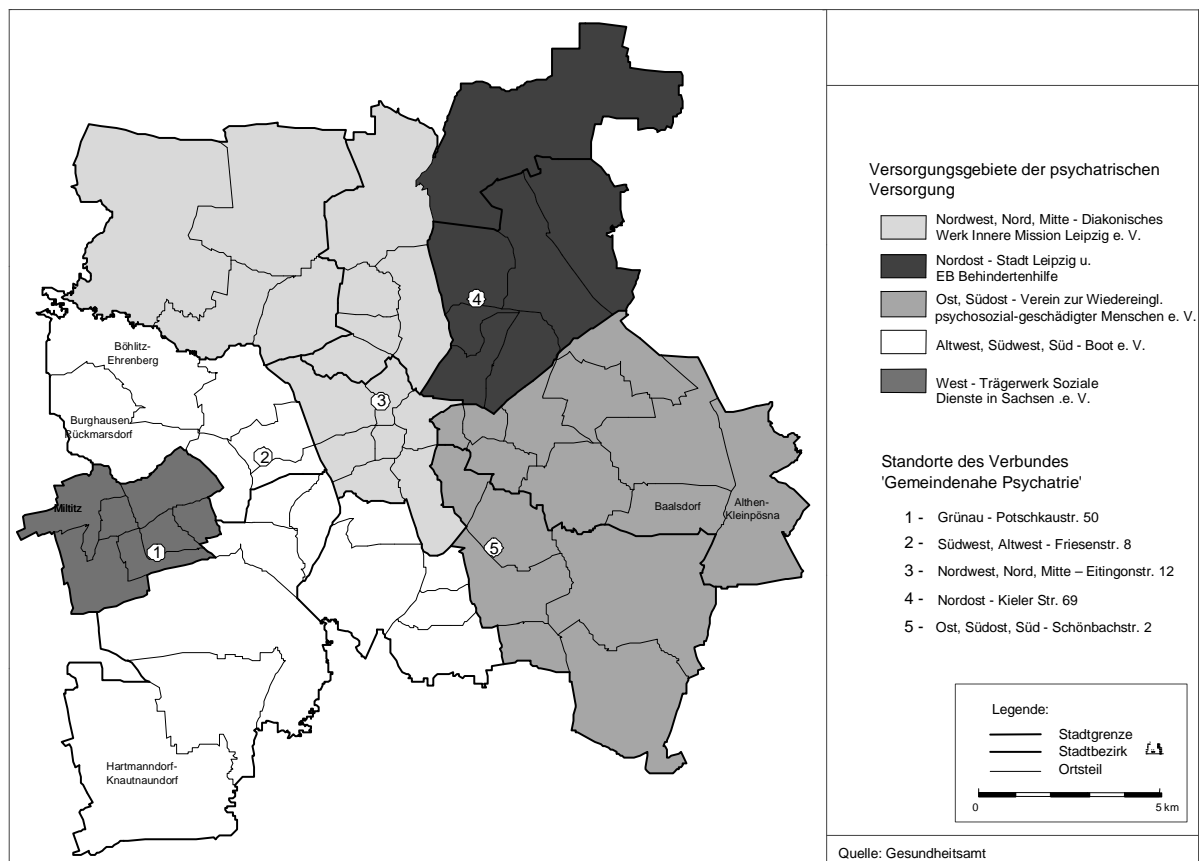 Böhlitz-
Ehrenberg
Burghausen/
Rückmarsdorf
Miltitz
Baalsdorf
Althen-
Kleinpösna
Hartmanndorf-
Knautnaundorf
1
2
3
4
5
Versorgungsgebiete der psychatrischen
Versorgung
Nordwest, Nord, Mitte - Diakonisches
Werk Innere Mission Leipzig e. V.
Nordost - Stadt Leipzig u.
EB Behindertenhilfe
Ost, Südost - Verein zur Wiedereingl.
psychosozial-geschädigter Menschen e. V.
Altwest, Südwest, Süd - Boot e. V.
West - Trägerwerk Soziale
Dienste in Sachsen .e. V.
Standorte des Verbundes
'Gemeindenahe Psychatrie'
1 - Grünau - Potschkaustr. 50
2 - Südwest, Altwest - Friesenstr. 8
3 - Nordwest, Nord, Mitte – Eitingonstr. 12
4 - Nordost - Kieler Str. 69
5 - Ost, Südost, Süd - Schönbachstr. 2
Legende:
Stadtgrenze
Stadtbezirk
Ortsteil
0 5 km
Quelle: Gesundheitsamt